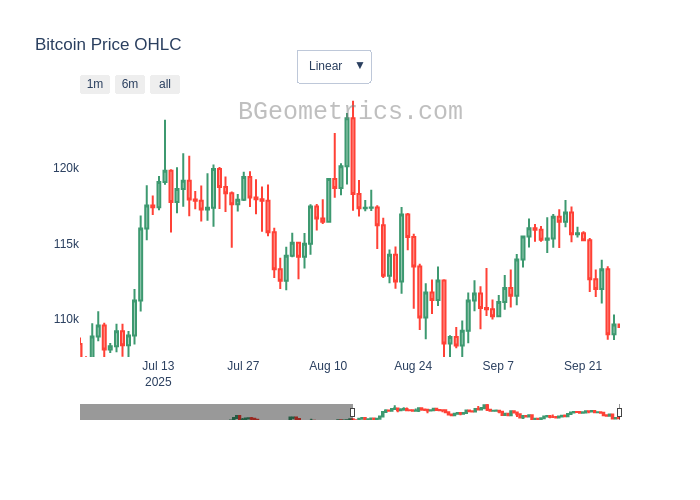 Bitcoin Price OHLC
Linear ▼
1m 6m all
BGeometrics.com
120k
115k
110k
Jul 13 Jul 27 Aug 10 Aug 24 Sep 7 Sep 21
2025